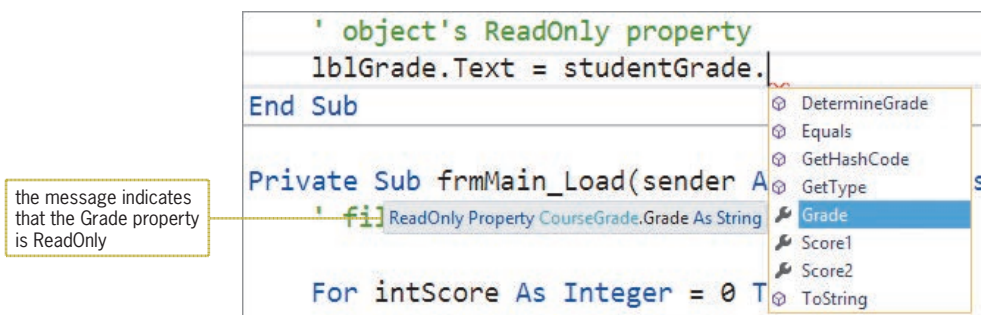 ' object's ReadOnly property
lblGrade.Text = studentGrade.
End Sub
DetermineGrade
Equals
GetHashCode
GetType
Grade
Score1
Score2
ToString
Private Sub frmMain_Load(sender A
ReadOnly Property CourseGrade.Grade As String
For intScore As Integer = 0 T
the message indicates
that the Grade property
is ReadOnly